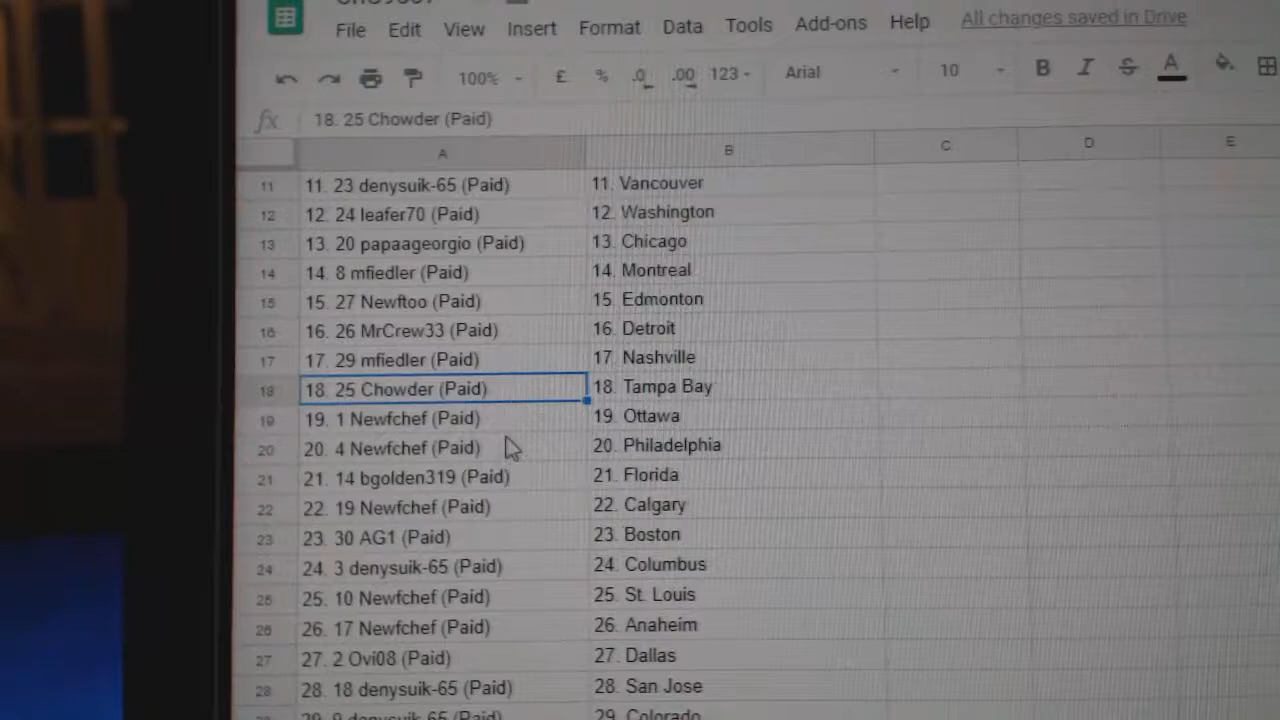 File Edit View Insert Format Data Tools Add-ons Help All changes saved in Drive
100% £ % .0 .00 123 Arial 10 B I S A
fx 18. 25 Chowder (Paid)
A B C D E
11 11. 23 denysuik-65 (Paid) 11. Vancouver
12 12. 24 leafer70 (Paid) 12. Washington
13 13. 20 papaageorgio (Paid) 13. Chicago
14 14. 8 mfiedler (Paid) 14. Montreal
15 15. 27 Newftoo (Paid) 15. Edmonton
16 16. 26 MrCrew33 (Paid) 16. Detroit
17 17. 29 mfiedler (Paid) 17. Nashville
18 18. 25 Chowder (Paid) 18. Tampa Bay
19 19. 1 Newfchef (Paid) 19. Ottawa
20 20. 4 Newfchef (Paid) 20. Philadelphia
21 21. 14 bgolden319 (Paid) 21. Florida
22 22. 19 Newfchef (Paid) 22. Calgary
23 23. 30 AG1 (Paid) 23. Boston
24 24. 3 denysuik-65 (Paid) 24. Columbus
25 25. 10 Newfchef (Paid) 25. St. Louis
26 26. 17 Newfchef (Paid) 26. Anaheim
27 27. 2 Ovi08 (Paid) 27. Dallas
28 28. 18 denysuik-65 (Paid) 28. San Jose
29. 9 denysuik-65 (Paid) 29. Colorado